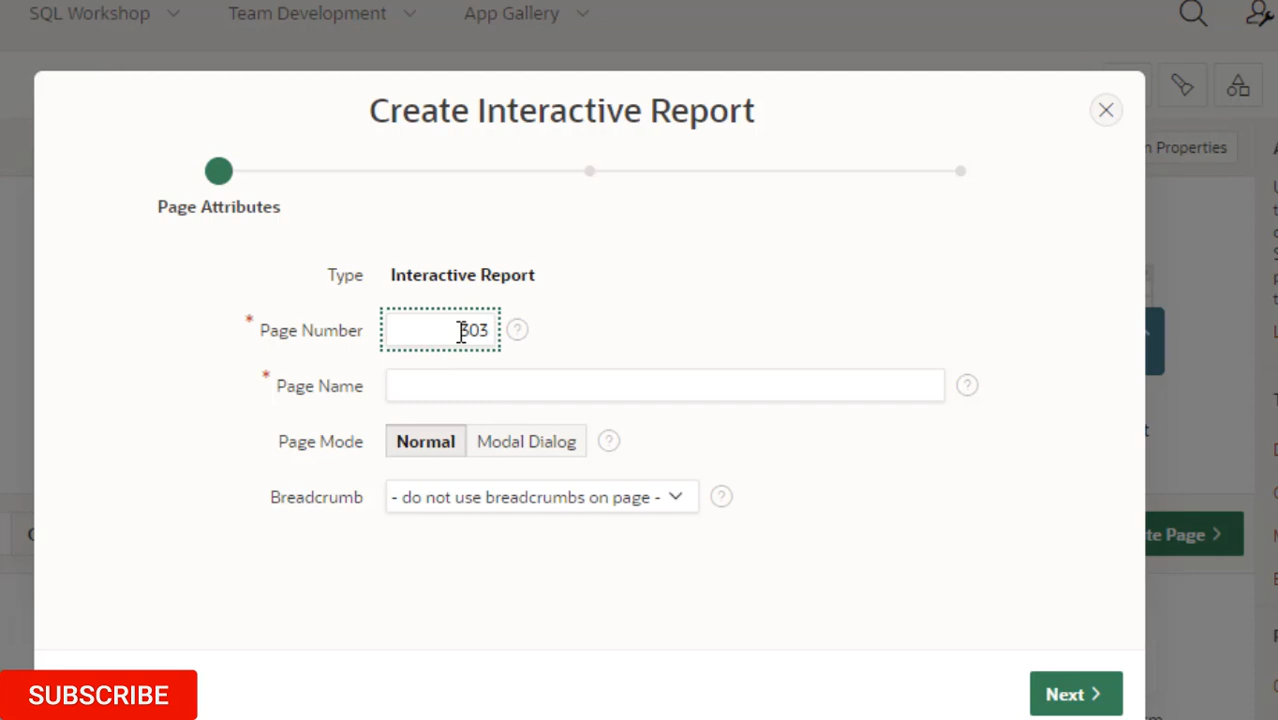 SQL Workshop Team Development App Gallery
Create Interactive Report
n Properties
Page Attributes
Type Interactive Report
* Page Number 303 ?
* Page Name ?
Page Mode Normal Modal Dialog ?
Breadcrumb - do not use breadcrumbs on page - ?
te Page
Next
SUBSCRIBE